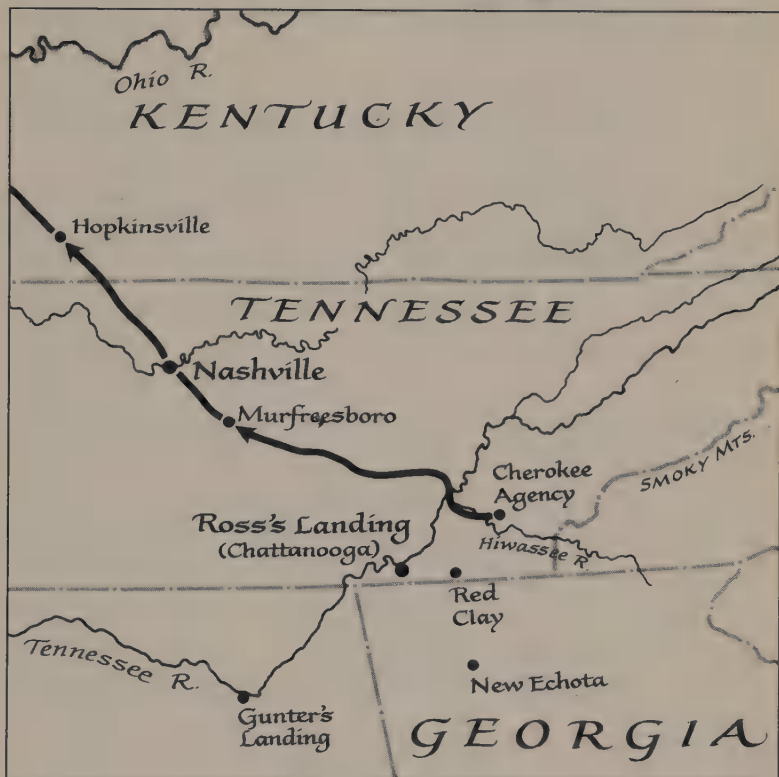 Ohio R.
KENTUCKY
Hopkinsville
TENNESSEE
Nashville
Murfreesboro
Cherokee
Agency
SMOKY MTS.
Ross's Landing
(Chattanooga)
Hiwassee R.
Red
Clay
Tennessee R.
New Echota
Gunter's
Landing
GEORGIA